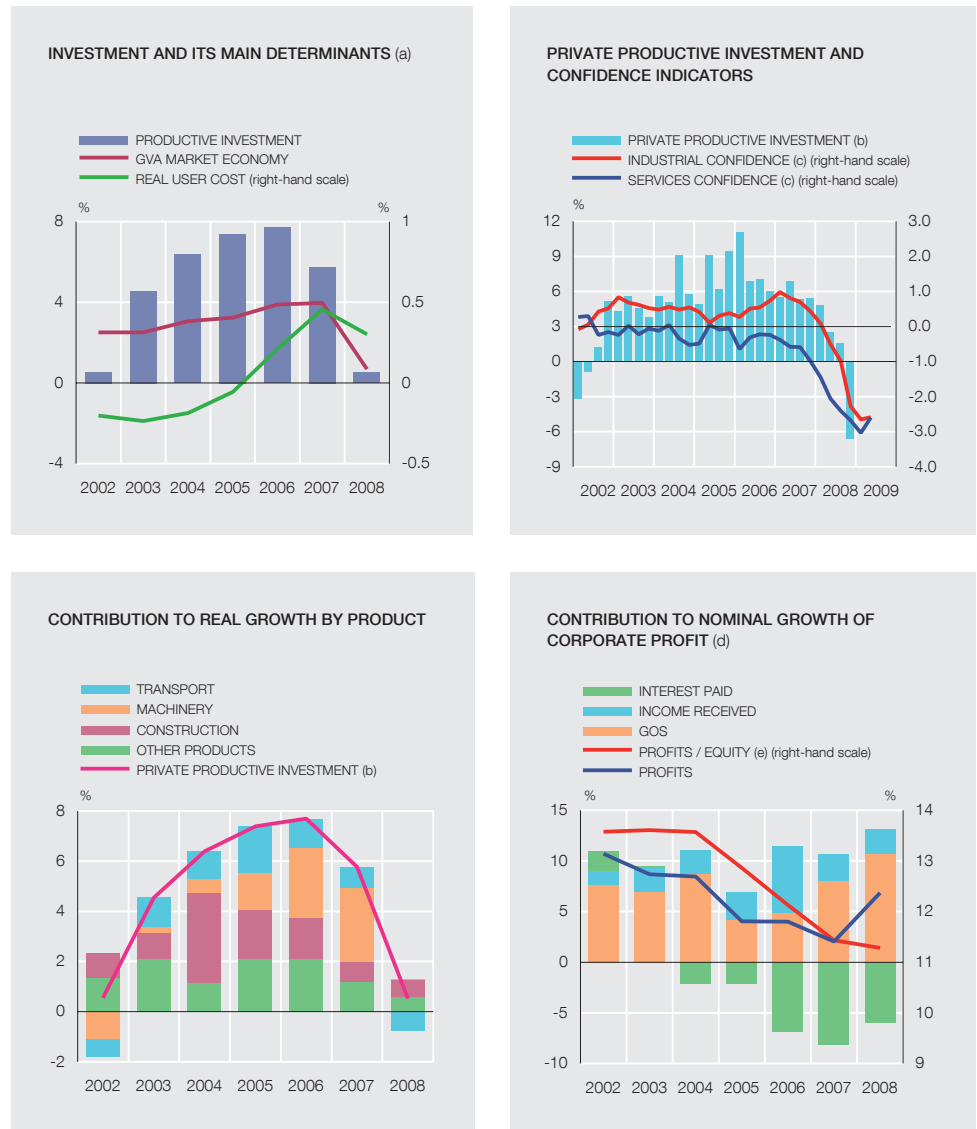 INVESTMENT AND ITS MAIN DETERMINANTS (a)
PRODUCTIVE INVESTMENT
GVA MARKET ECONOMY
REAL USER COST (right-hand scale)
% %
8 1
4 0.5
0 0
-4 -0.5
2002 2003 2004 2005 2006 2007 2008
PRIVATE PRODUCTIVE INVESTMENT AND
CONFIDENCE INDICATORS
PRIVATE PRODUCTIVE INVESTMENT (b)
INDUSTRIAL CONFIDENCE (c) (right-hand scale)
SERVICES CONFIDENCE (c) (right-hand scale)
%
12 3.0
9 2.0
6 1.0
3 0.0
0 -1.0
-3 -2.0
-6 -3.0
-9 -4.0
2002 2003 2004 2005 2006 2007 2008 2009
CONTRIBUTION TO REAL GROWTH BY PRODUCT
TRANSPORT
MACHINERY
CONSTRUCTION
OTHER PRODUCTS
PRIVATE PRODUCTIVE INVESTMENT (b)
%
8
6
4
2
0
-2
2002 2003 2004 2005 2006 2007 2008
CONTRIBUTION TO NOMINAL GROWTH OF
CORPORATE PROFIT (d)
INTEREST PAID
INCOME RECEIVED
GOS
PROFITS / EQUITY (e) (right-hand scale)
PROFITS
% %
15 14
10 13
5 12
0 11
-5 10
-10 9
2002 2003 2004 2005 2006 2007 2008